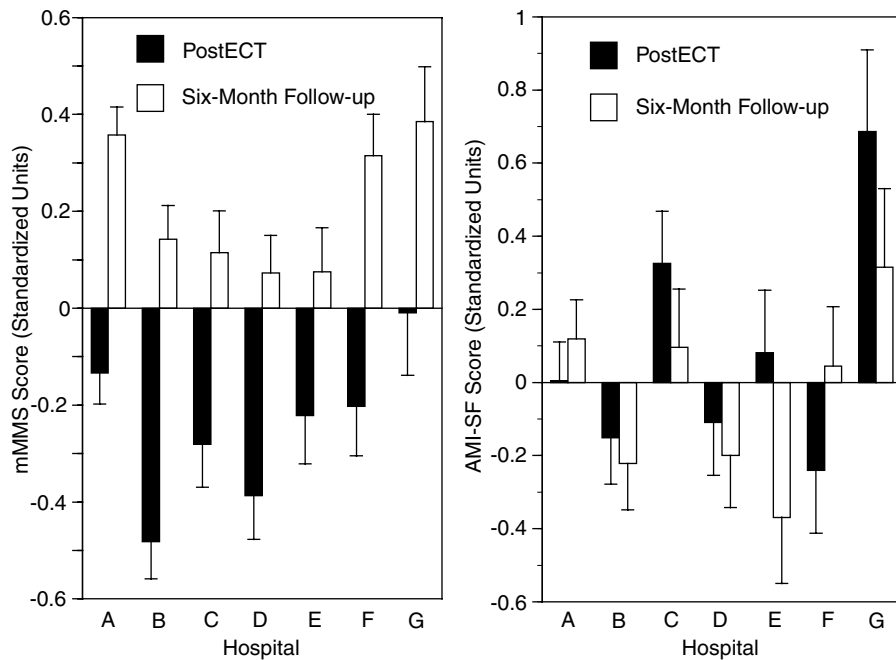 0.6
0.4
0.2
0
-0.2
-0.4
-0.6
mMMS Score (Standardized Units)
PostECT
Six-Month Follow-up
A B C D E F G
Hospital
1
0.8
0.6
0.4
0.2
0
-0.2
-0.4
-0.6
AMI-SF Score (Standardized Units)
PostECT
Six-Month Follow-up
A B C D E F G
Hospital